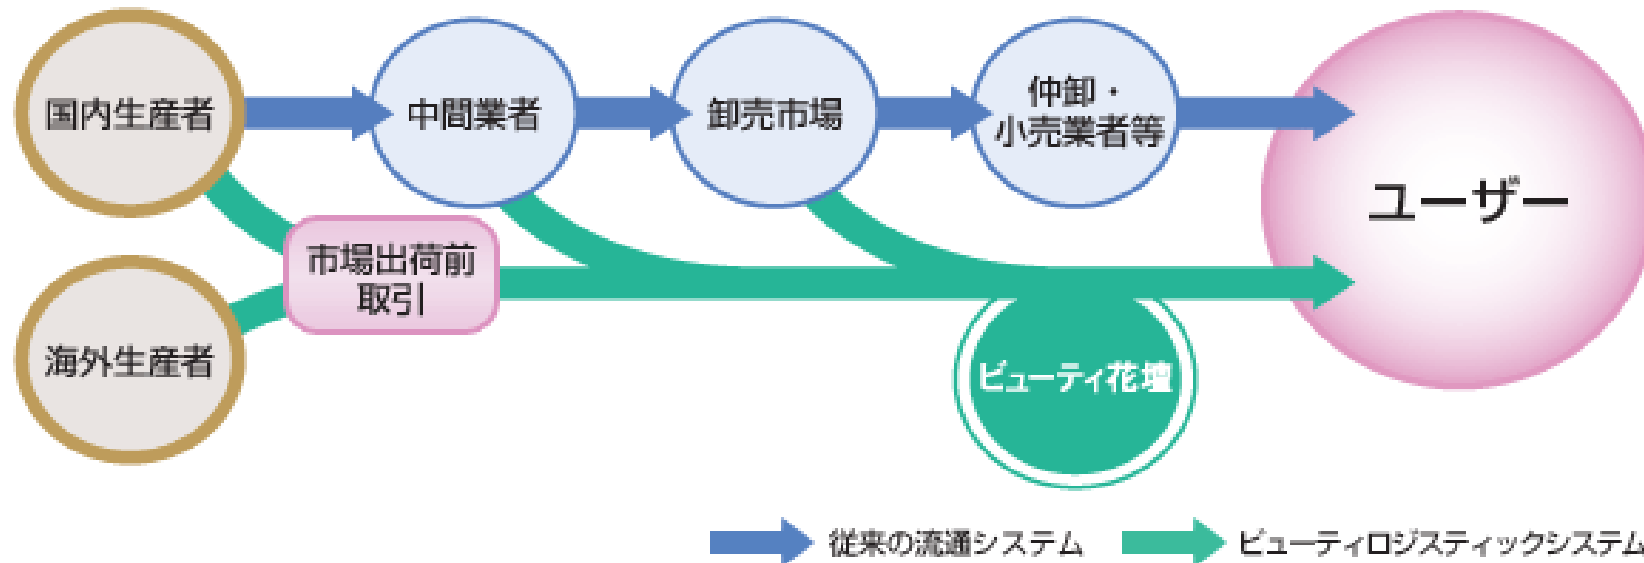 国内生産者
中間業者
卸売市場
仲卸・
小売業者等
ユーザー
市場出荷前
取引
海外生産者
ビューティ花壇
従来の流通システム
ビューティロジスティックシステム